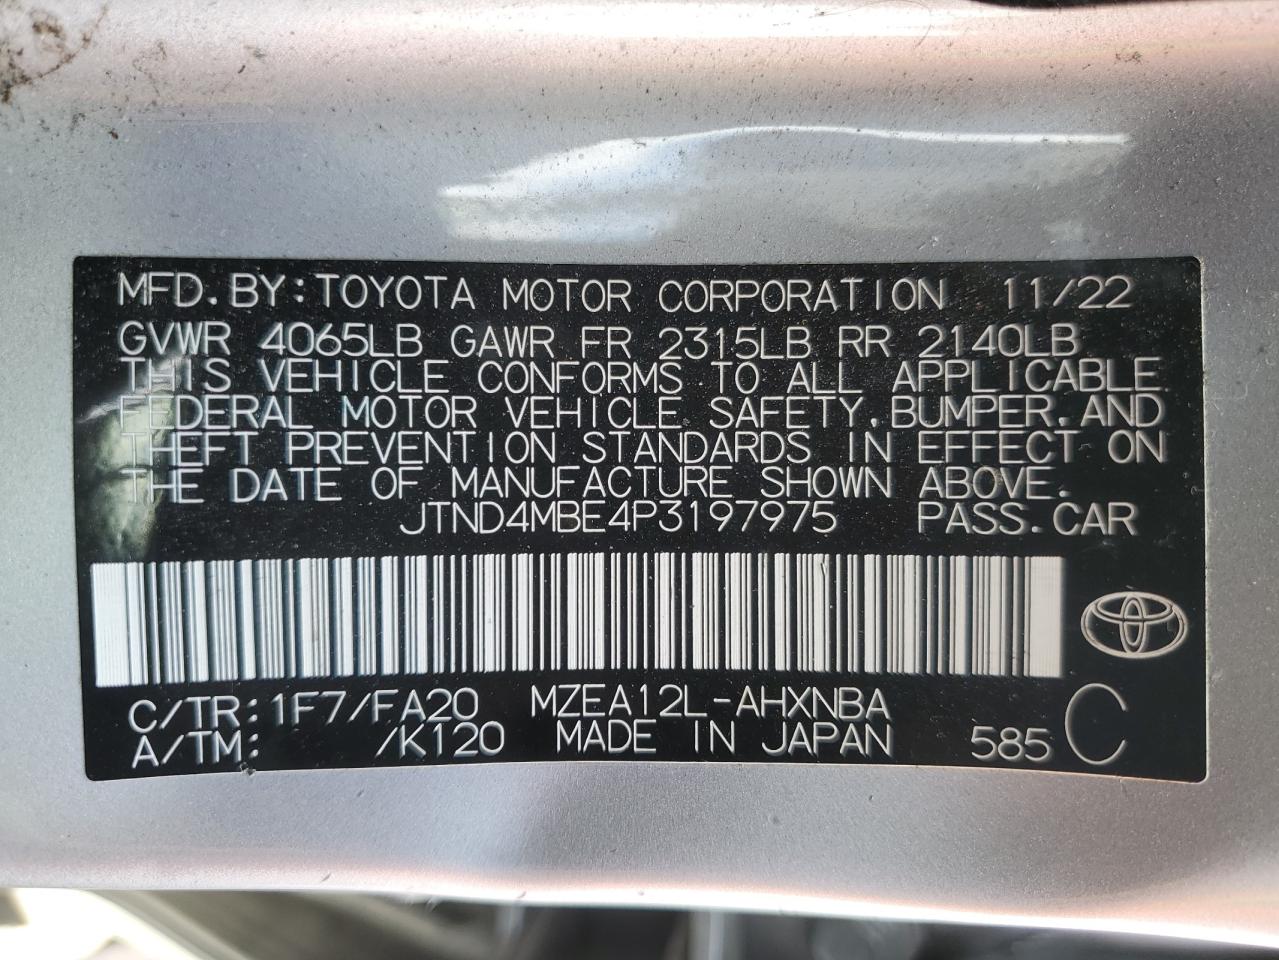 MFD.BY:TOYOTA MOTOR CORPORATION 11/22
GVWR 4065LB GAWR FR 2315LB RR 2140LB
THIS VEHICLE CONFORMS TO ALL APPLICABLE
FEDERAL MOTOR VEHICLE SAFETY,BUMPER,AND
THEFT PREVENTION STANDARDS IN EFFECT ON
THE DATE OF MANUFACTURE SHOWN ABOVE.
JTND4MBE4P3197975 PASS.CAR
C/TR:1F7/FA20 MZEA12L-AHXNBA
A/TM: /K120 MADE IN JAPAN 585 C